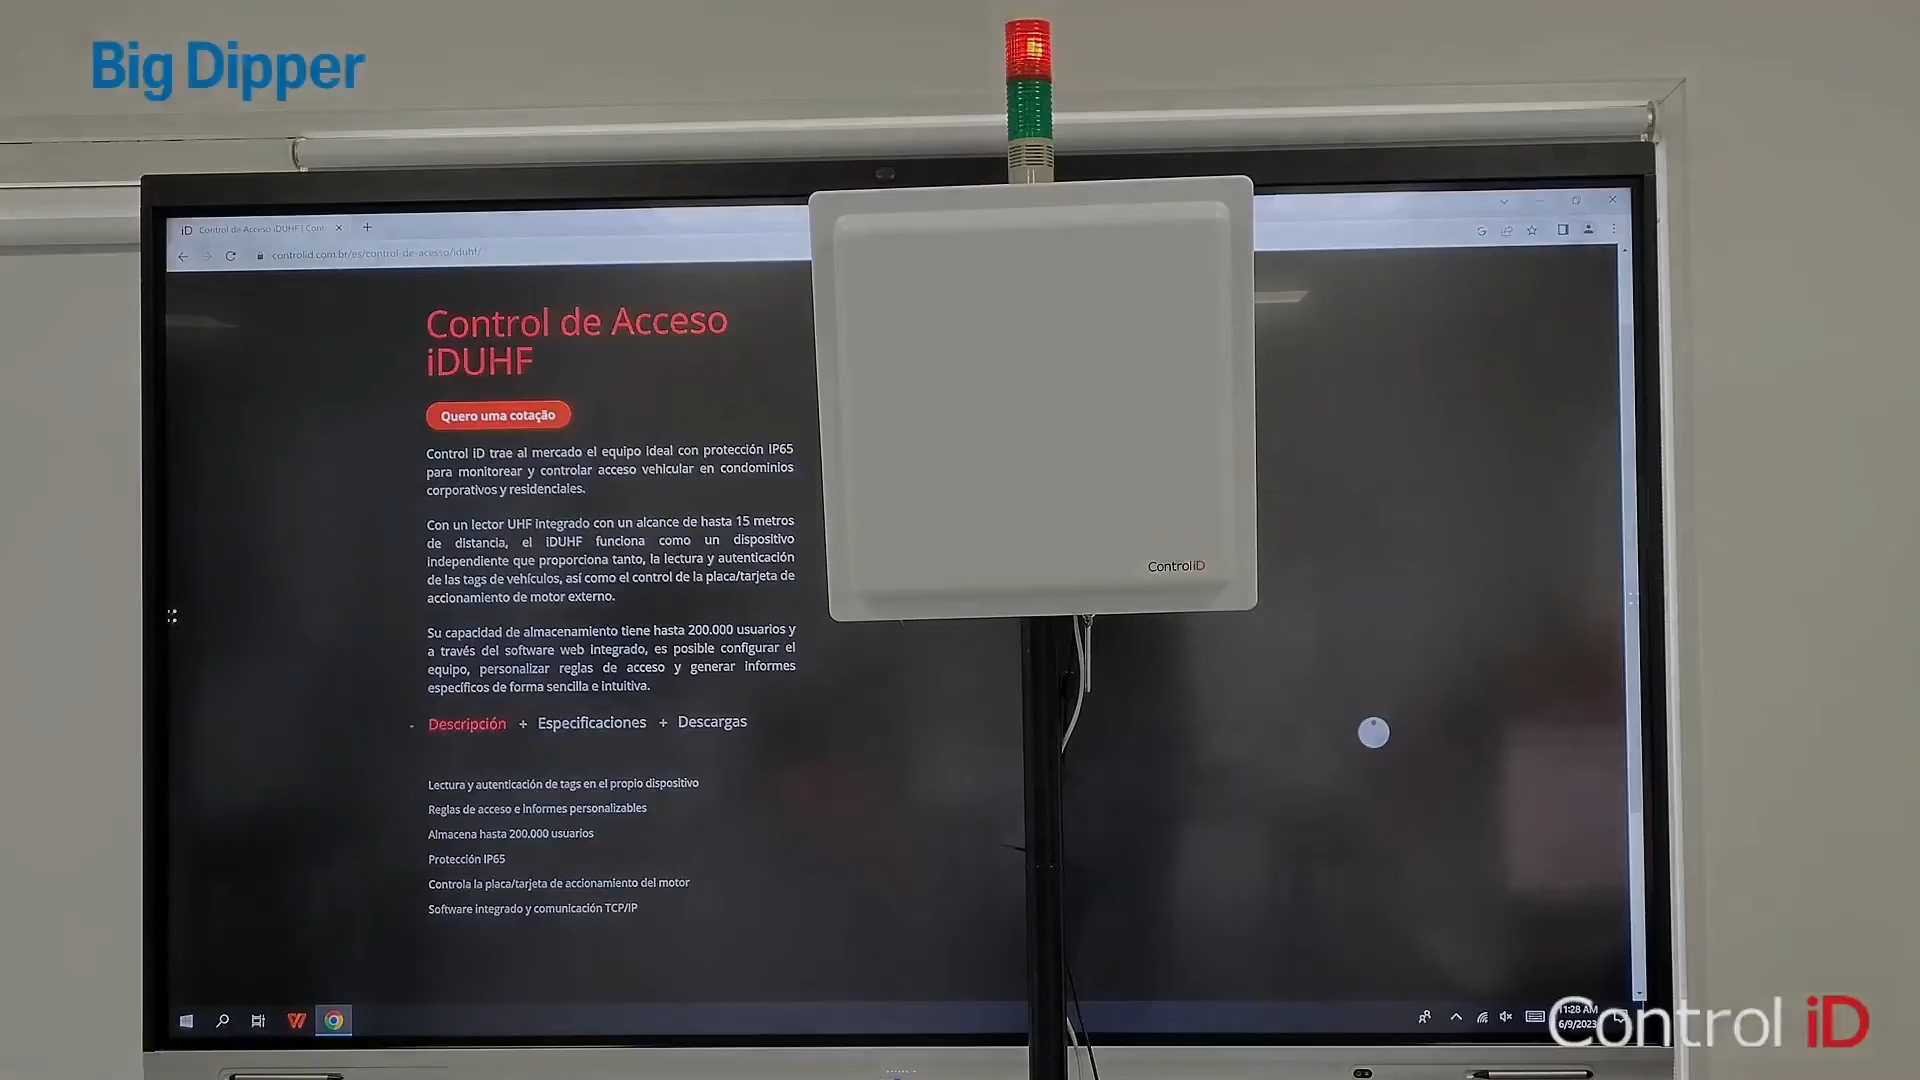 Big Dipper
iD Control de Acceso iDUHF | Cont
controlid.com.br/es/control-de-acesso/iduhf/
Control de Acceso
iDUHF
Quero uma cotação
Control iD trae al mercado el equipo ideal con protección IP65
para monitorear y controlar acceso vehicular en condominios
corporativos y residenciales.
Con un lector UHF integrado con un alcance de hasta 15 metros
de distancia, el iDUHF funciona como un dispositivo
independiente que proporciona tanto, la lectura y autenticación
de las tags de vehículos, así como el control de la placa/tarjeta de
accionamiento de motor externo.
Su capacidad de almacenamiento tiene hasta 200.000 usuarios y
a través del software web integrado, es posible configurar el
equipo, personalizar reglas de acceso y generar informes
específicos de forma sencilla e intuitiva.
- Descripción + Especificaciones + Descargas
Lectura y autenticación de tags en el propio dispositivo
Reglas de acceso e informes personalizables
Almacena hasta 200.000 usuarios
Protección IP65
Controla la placa/tarjeta de accionamiento del motor
Software integrado y comunicación TCP/IP
ControliD
11:28 AM
6/9/2023
Control iD